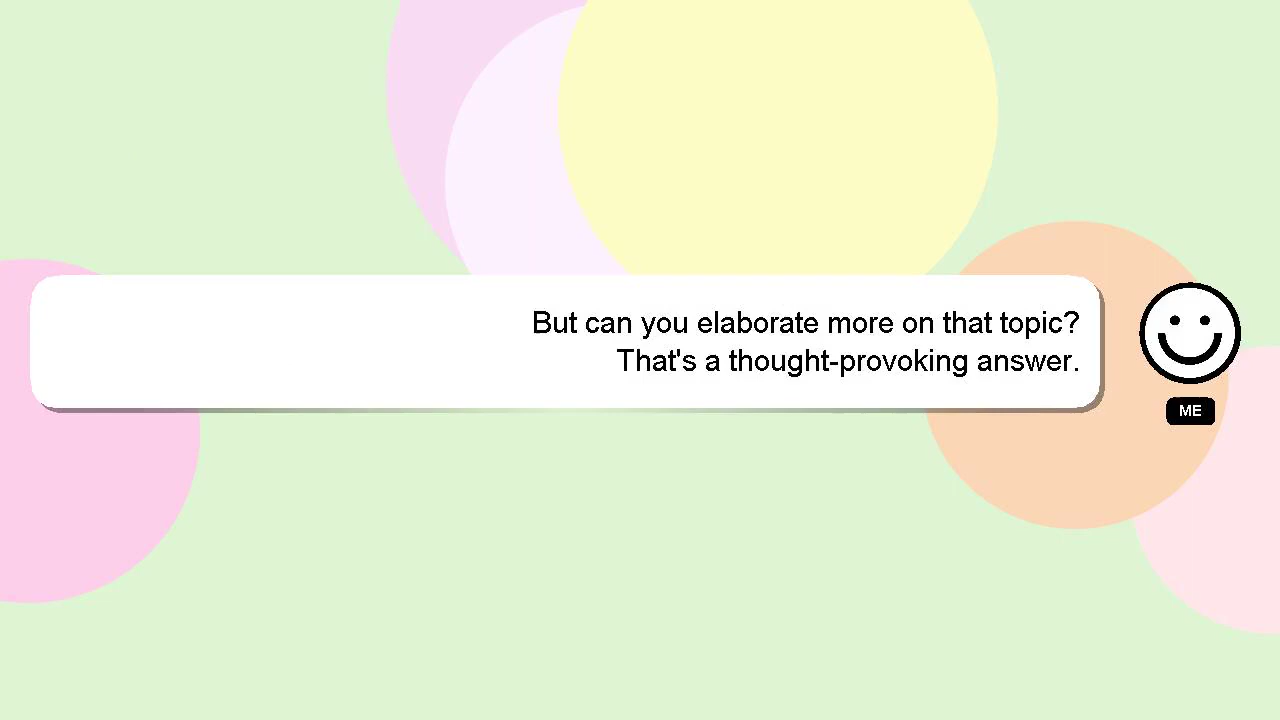 But can you elaborate more on that topic?
That's a thought-provoking answer.
ME